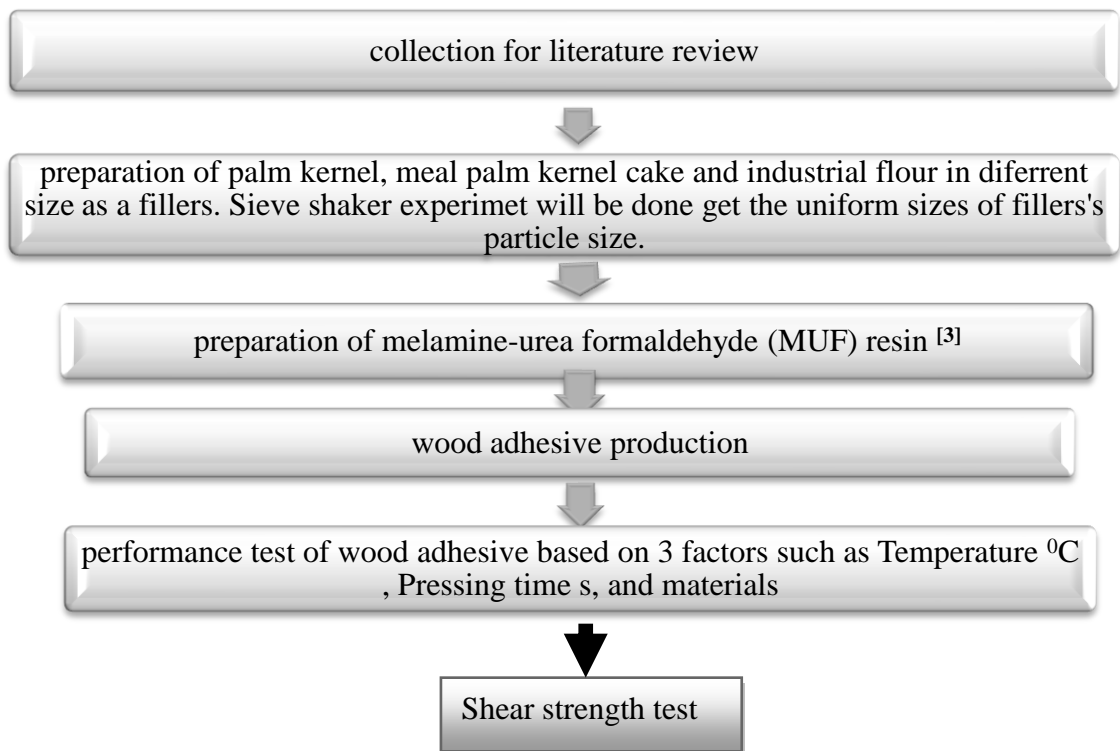 collection for literature review
preparation of palm kernel, meal palm kernel cake and industrial flour in diferrent
size as a fillers. Sieve shaker experimet will be done get the uniform sizes of fillers's
particle size.
preparation of melamine-urea formaldehyde (MUF) resin [3]
wood adhesive production
performance test of wood adhesive based on 3 factors such as Temperature ⁰C
, Pressing time s, and materials
Shear strength test